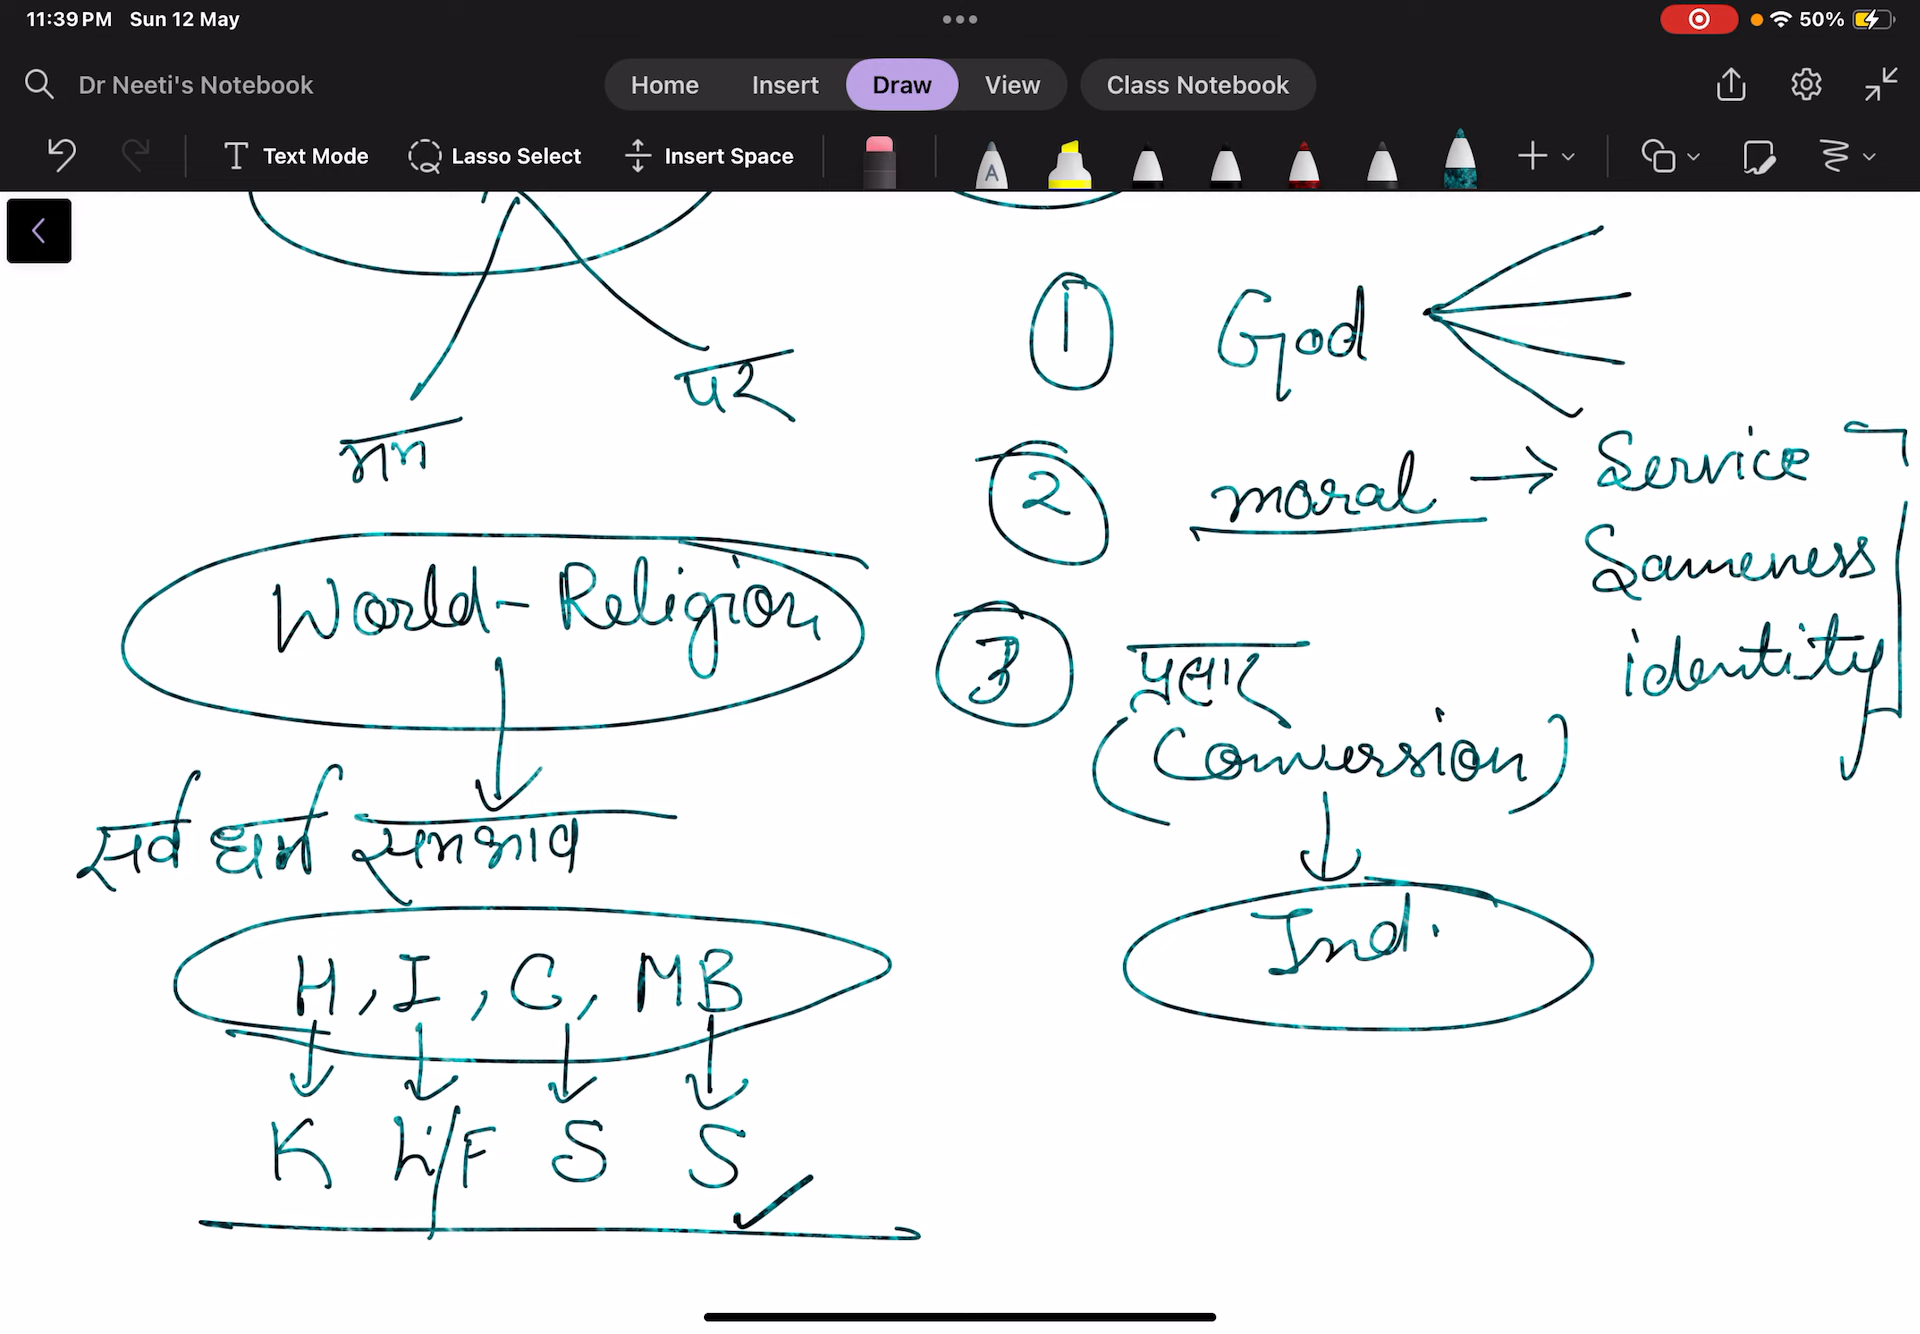 11:39 PM Sun 12 May
50%
Dr Neeti's Notebook
Home Insert Draw View Class Notebook
Text Mode Lasso Select Insert Space
A
मन
पर
World-Religion
सर्व धर्म समभाव
H, I, C, M B
K L/F S S
① God
② moral → Service
Sameness
identity
③ प्रसार
(Conversion)
Ind.